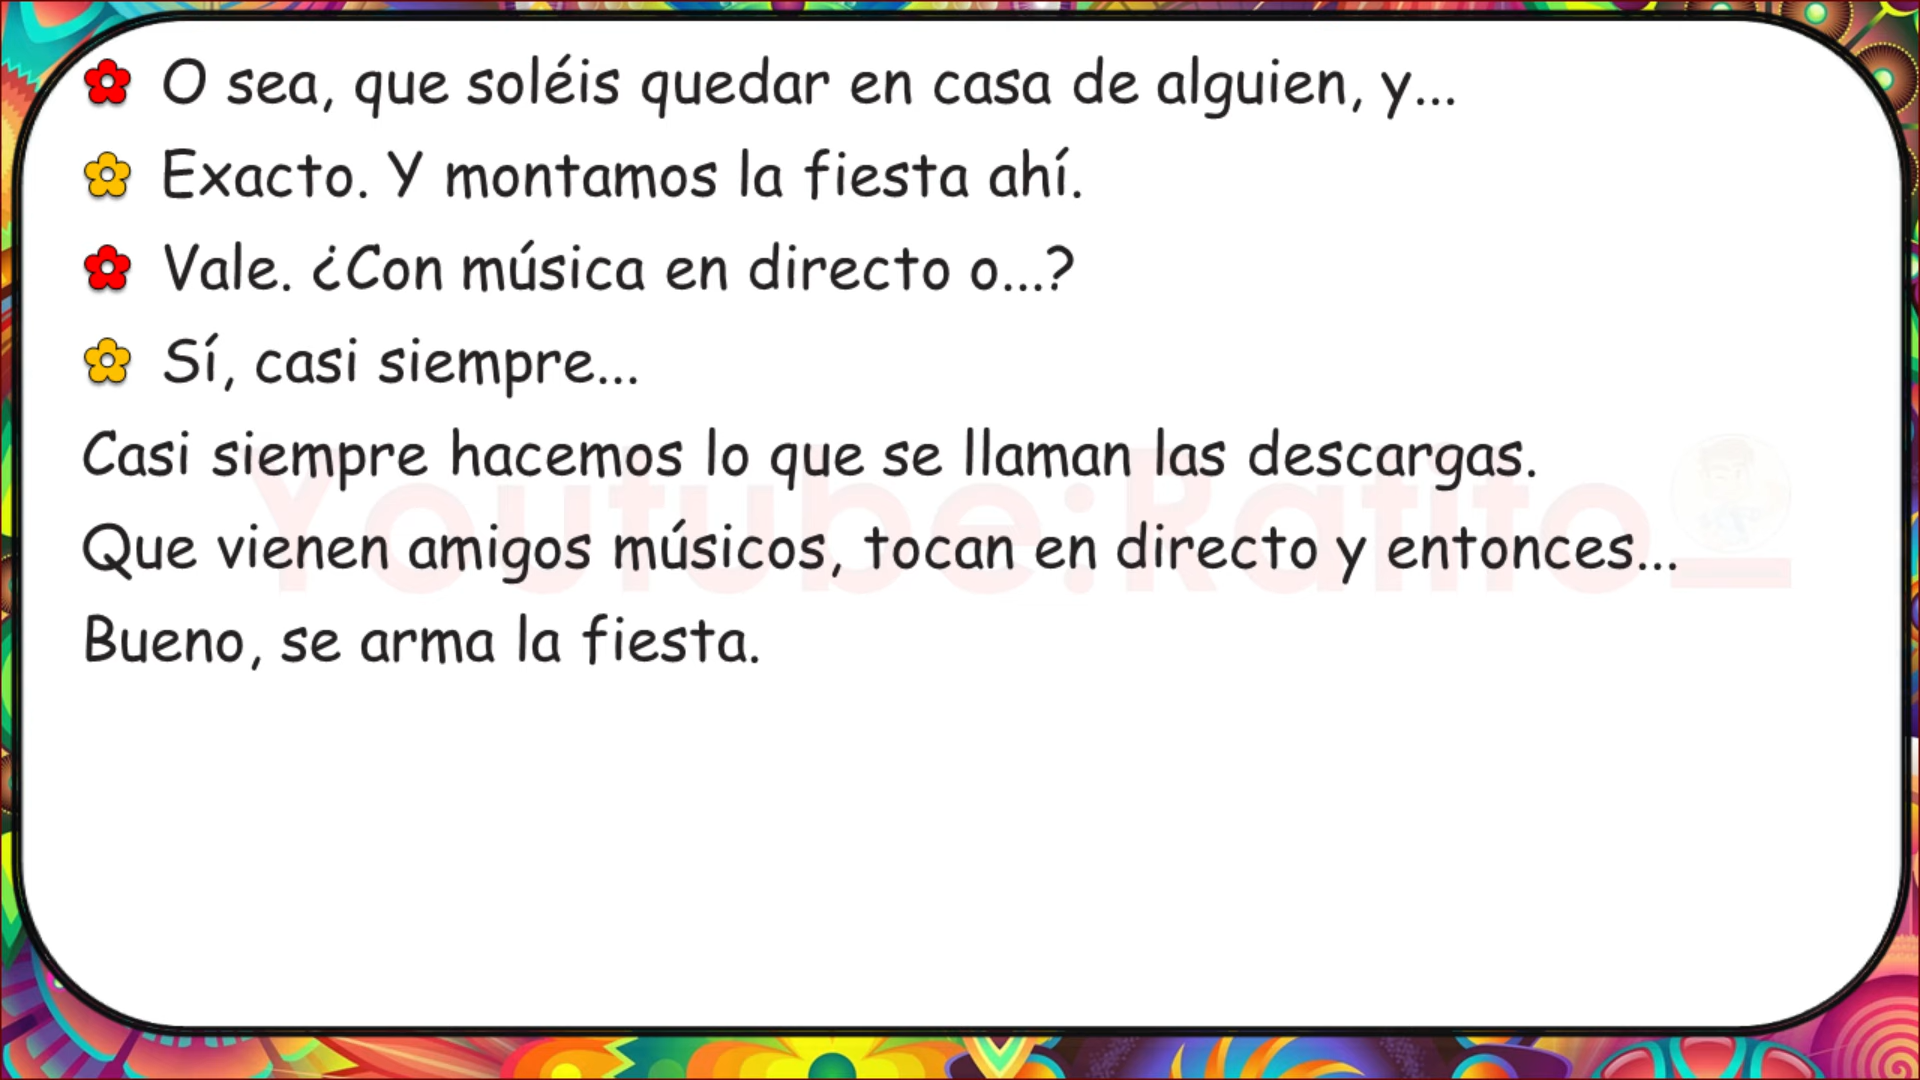 O sea, que soléis quedar en casa de alguien, y...
Exacto. Y montamos la fiesta ahí.
Vale. ¿Con música en directo o...?
Sí, casi siempre...
Casi siempre hacemos lo que se llaman las descargas.
Que vienen amigos músicos, tocan en directo y entonces...
Bueno, se arma la fiesta.
Youtube:Ratito_